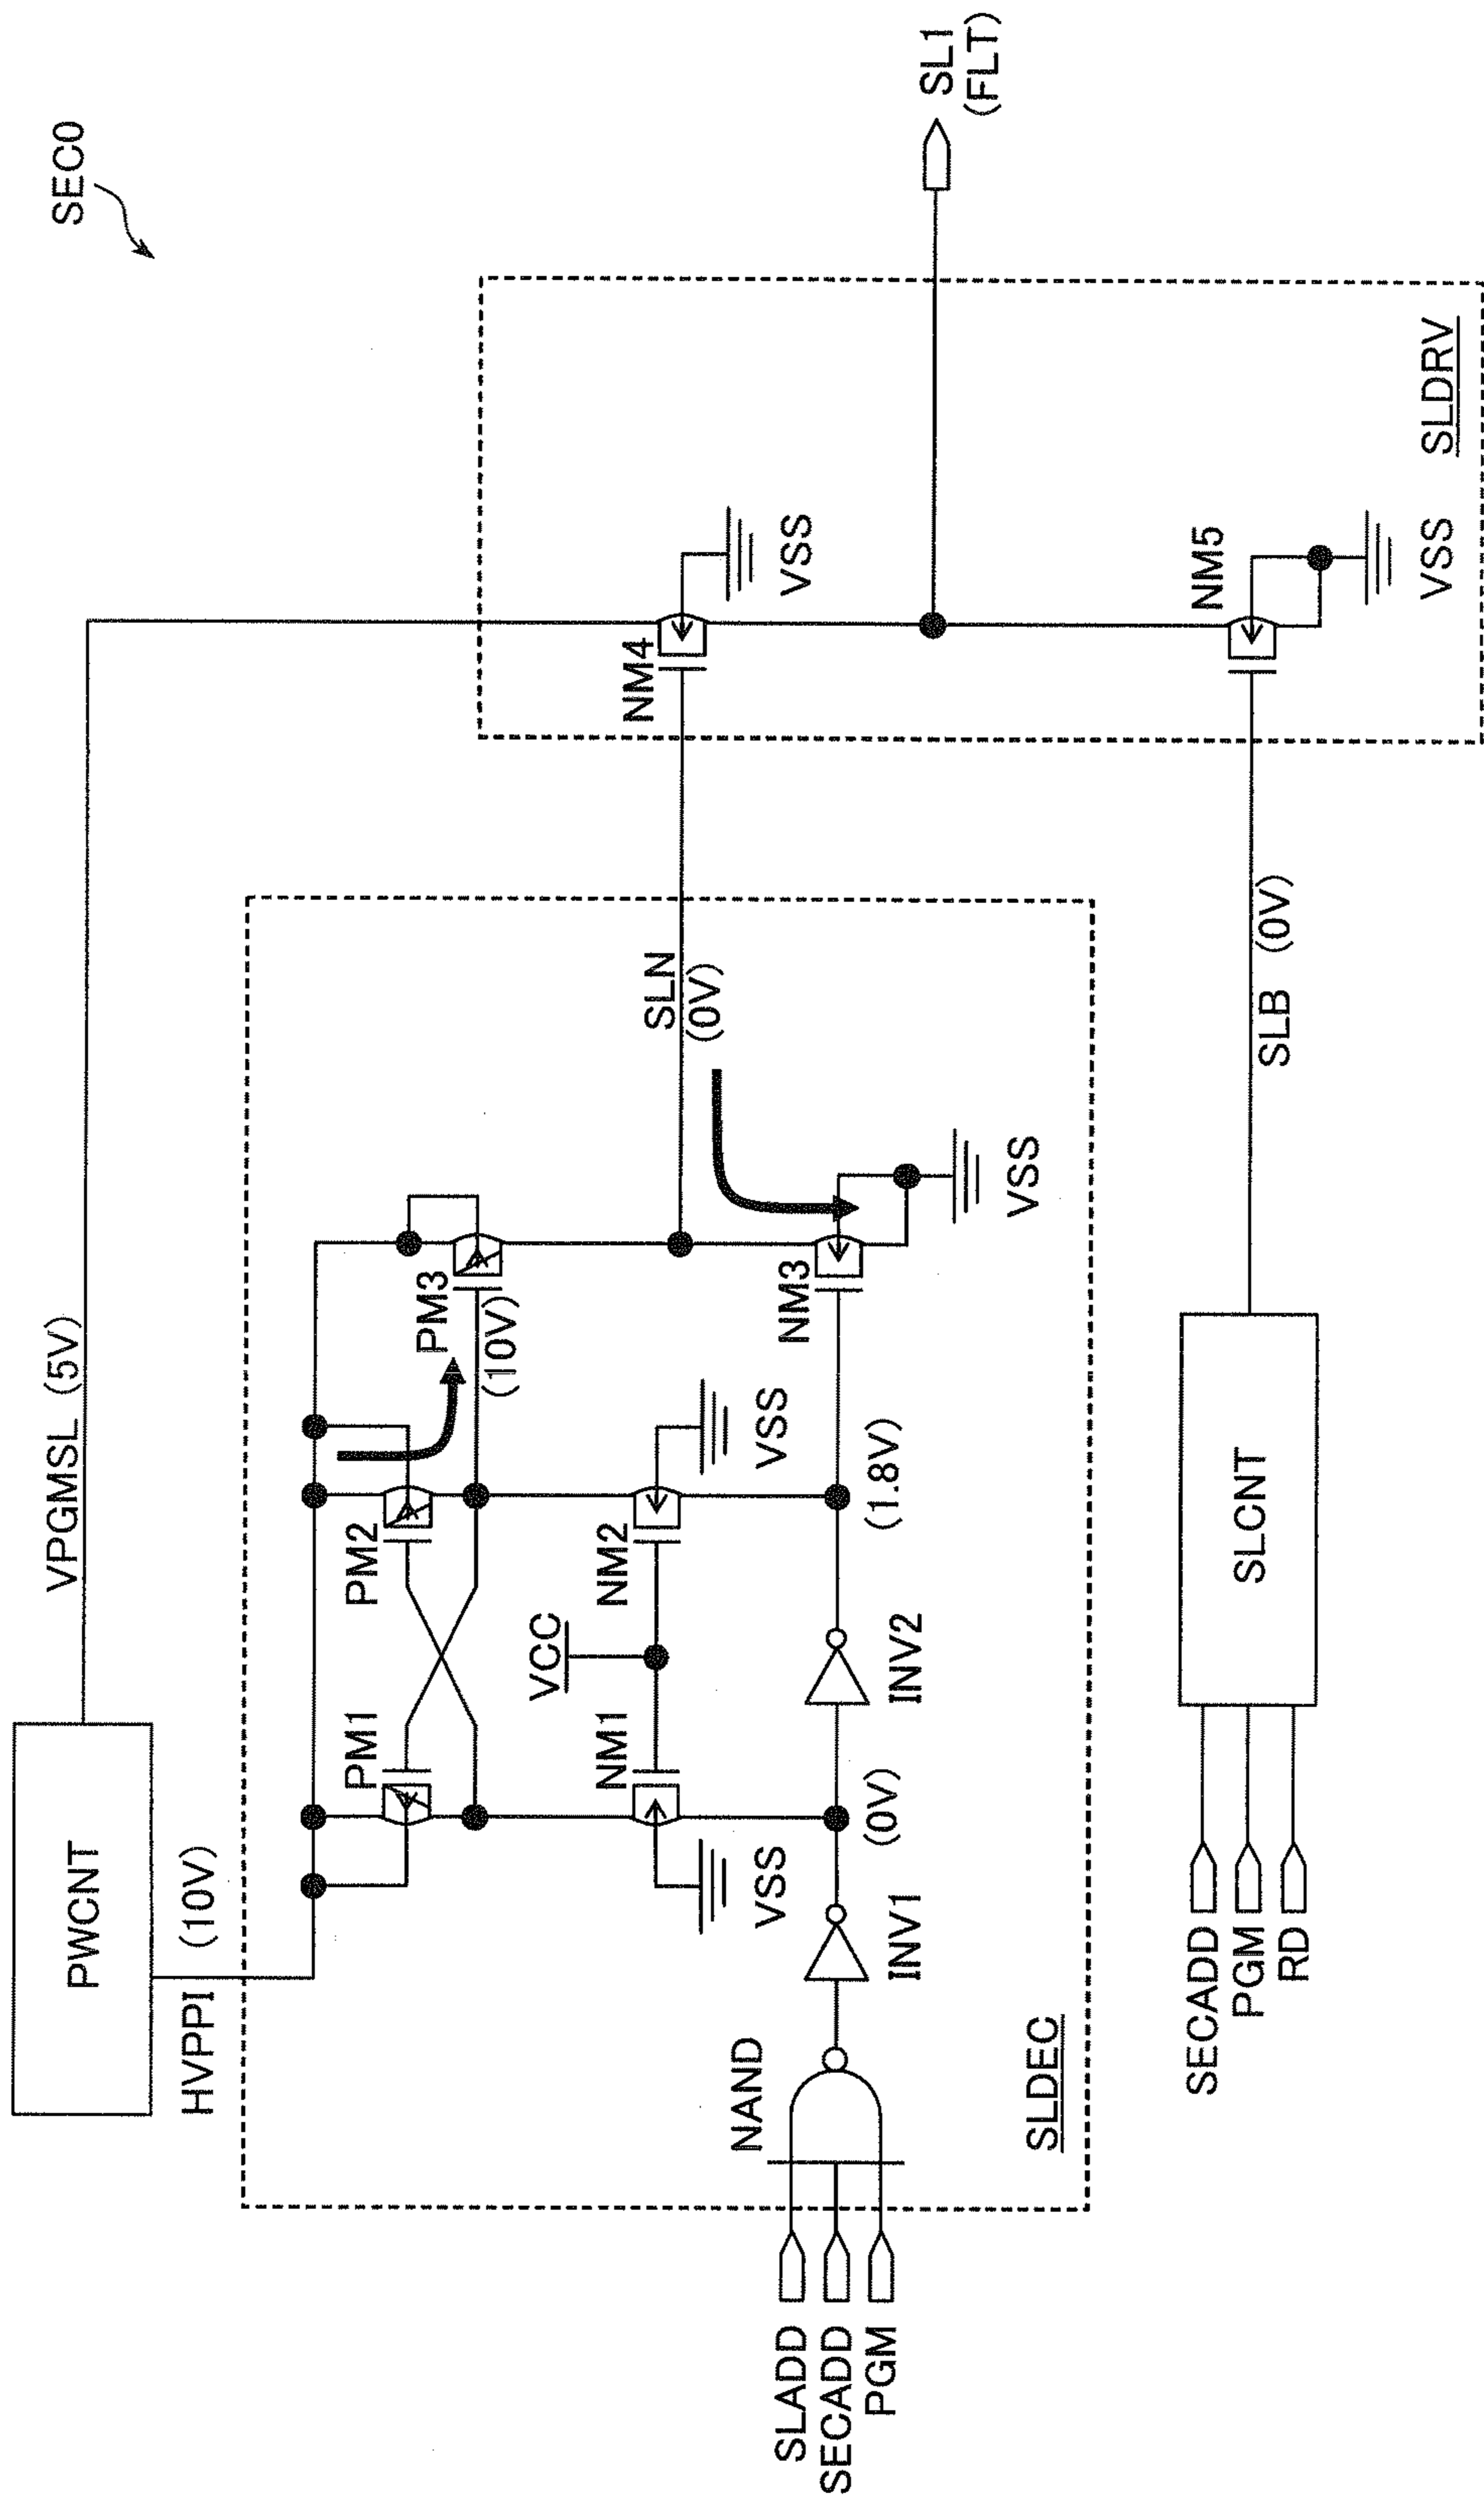 SEC0
PWCNT
VPGMSL (5V)
HVPPI (10V)
PM1
PM2
PM3
(10V)
VCC
NM1
NM2
VSS
VSS
SLN
(0V)
NM4
VSS
SL1
(FLT)
NAND
SLADD
SECADD
PGM
INV1
(0V)
INV2
(1.8V)
NM3
VSS
SLDEC
SECADD
PGM
RD
SLCNT
SLB (0V)
NM5
VSS
SLDRV